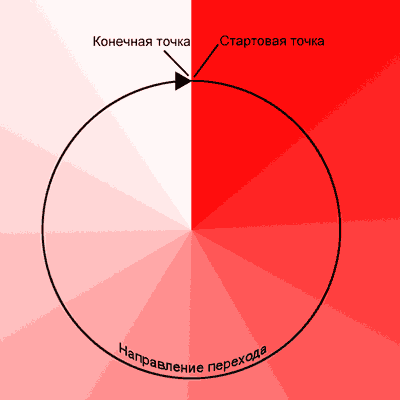 Конечная точка
Стартовая точка
Направление перехода